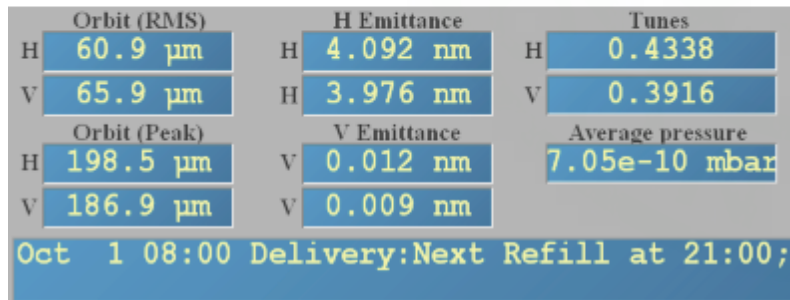 Orbit (RMS) H Emittance Tunes
H 60.9 µm H 4.092 nm H 0.4338
V 65.9 µm H 3.976 nm V 0.3916
Orbit (Peak) V Emittance Average pressure
H 198.5 µm V 0.012 nm 7.05e-10 mbar
V 186.9 µm V 0.009 nm
Oct 1 08:00 Delivery:Next Refill at 21:00;